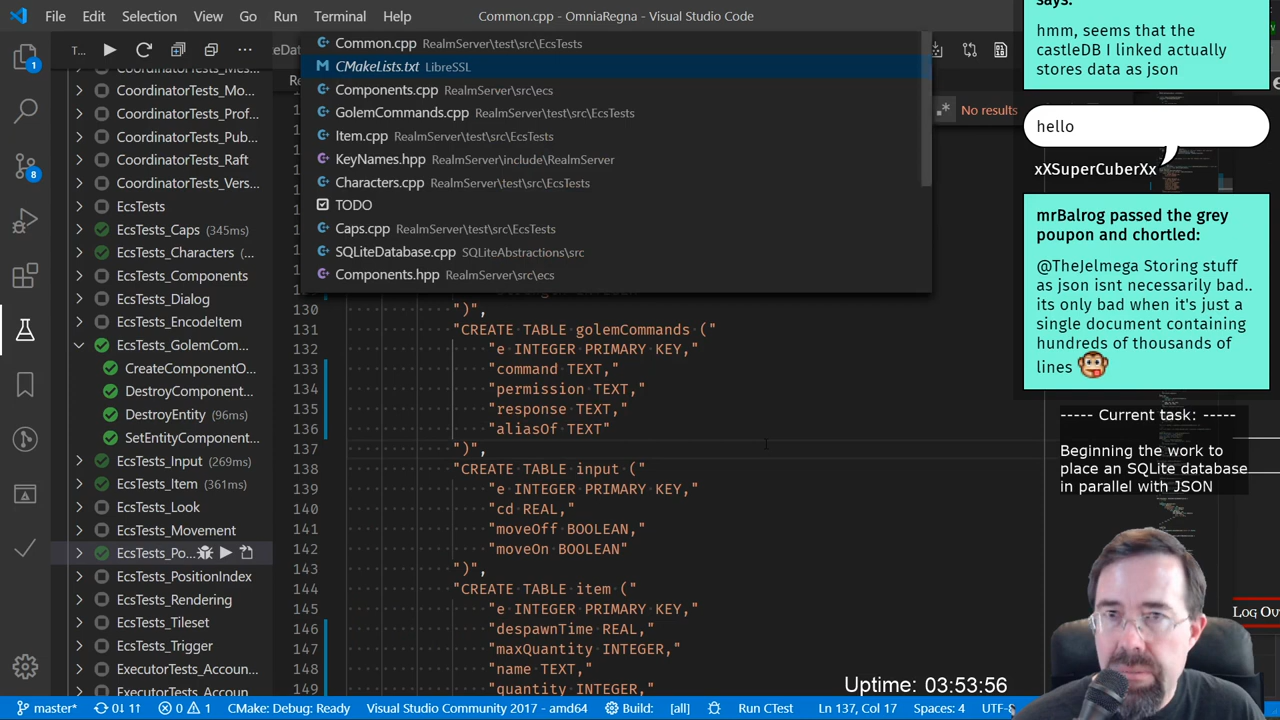 File Edit Selection View Go Run Terminal Help
Common.cpp - OmniaRegna - Visual Studio Code
T...
Common.cpp RealmServer\test\src\EcsTests
CMakeLists.txt LibreSSL
Components.cpp RealmServer\src\ecs
GolemCommands.cpp RealmServer\test\src\EcsTests
Item.cpp RealmServer\test\src\EcsTests
KeyNames.hpp RealmServer\include\RealmServer
Characters.cpp RealmServer\test\src\EcsTests
TODO
Caps.cpp RealmServer\test\src\EcsTests
SQLiteDatabase.cpp SQLiteAbstractions\src
Components.hpp RealmServer\src\ecs
No results
1
8
CoordinatorTests_Mo...
CoordinatorTests_Prof...
CoordinatorTests_Pub...
CoordinatorTests_Raft
CoordinatorTests_Vers...
EcsTests
EcsTests_Caps (345ms)
EcsTests_Characters...
EcsTests_Components
EcsTests_Dialog
EcsTests_EncodeItem
EcsTests_GolemCom...
CreateComponentO...
DestroyComponent...
DestroyEntity (96ms)
SetEntityComponent...
EcsTests_Input (269ms)
EcsTests_Item (361ms)
EcsTests_Look
EcsTests_Movement
EcsTests_Po...
EcsTests_PositionIndex
EcsTests_Rendering
EcsTests_Tileset
EcsTests_Trigger
ExecutorTests_Accoun...
ExecutorTests_Accoun...
130 ")",
131 "CREATE TABLE golemCommands ("
132 "e INTEGER PRIMARY KEY,"
133 "command TEXT,"
134 "permission TEXT,"
135 "response TEXT,"
136 "aliasOf TEXT"
137 ")",
138 "CREATE TABLE input ("
139 "e INTEGER PRIMARY KEY,"
140 "cd REAL,"
141 "moveOff BOOLEAN,"
142 "moveOn BOOLEAN"
143 ")",
144 "CREATE TABLE item ("
145 "e INTEGER PRIMARY KEY,"
146 "despawnTime REAL,"
147 "maxQuantity INTEGER,"
148 "name TEXT,"
149 "quantity INTEGER,"
says:
hmm, seems that the
castleDB I linked actually
stores data as json
hello
xXSuperCuberXx
mrBalrog passed the grey
poupon and chortled:
@TheJelmega Storing stuff
as json isnt necessarily bad..
its only bad when it's just a
single document containing
hundreds of thousands of
lines
----- Current task: -----
Beginning the work to
place an SQLite database
in parallel with JSON
Log Ou
Uptime: 03:53:56
master* 0↓ 11↑ 0 1 CMake: Debug: Ready Visual Studio Community 2017 - amd64 Build: [all] Run CTest Ln 137, Col 17 Spaces: 4 UTF-8